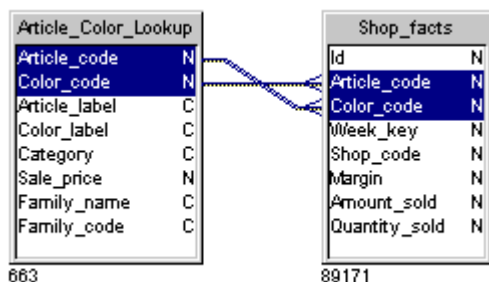 Article_Color_Lookup
Article_code N
Color_code N
Article_label C
Color_label C
Category C
Sale_price N
Family_name C
Family_code C
663
Shop_facts
Id N
Article_code N
Color_code N
Week_key N
Shop_code N
Margin N
Amount_sold N
Quantity_sold N
89171